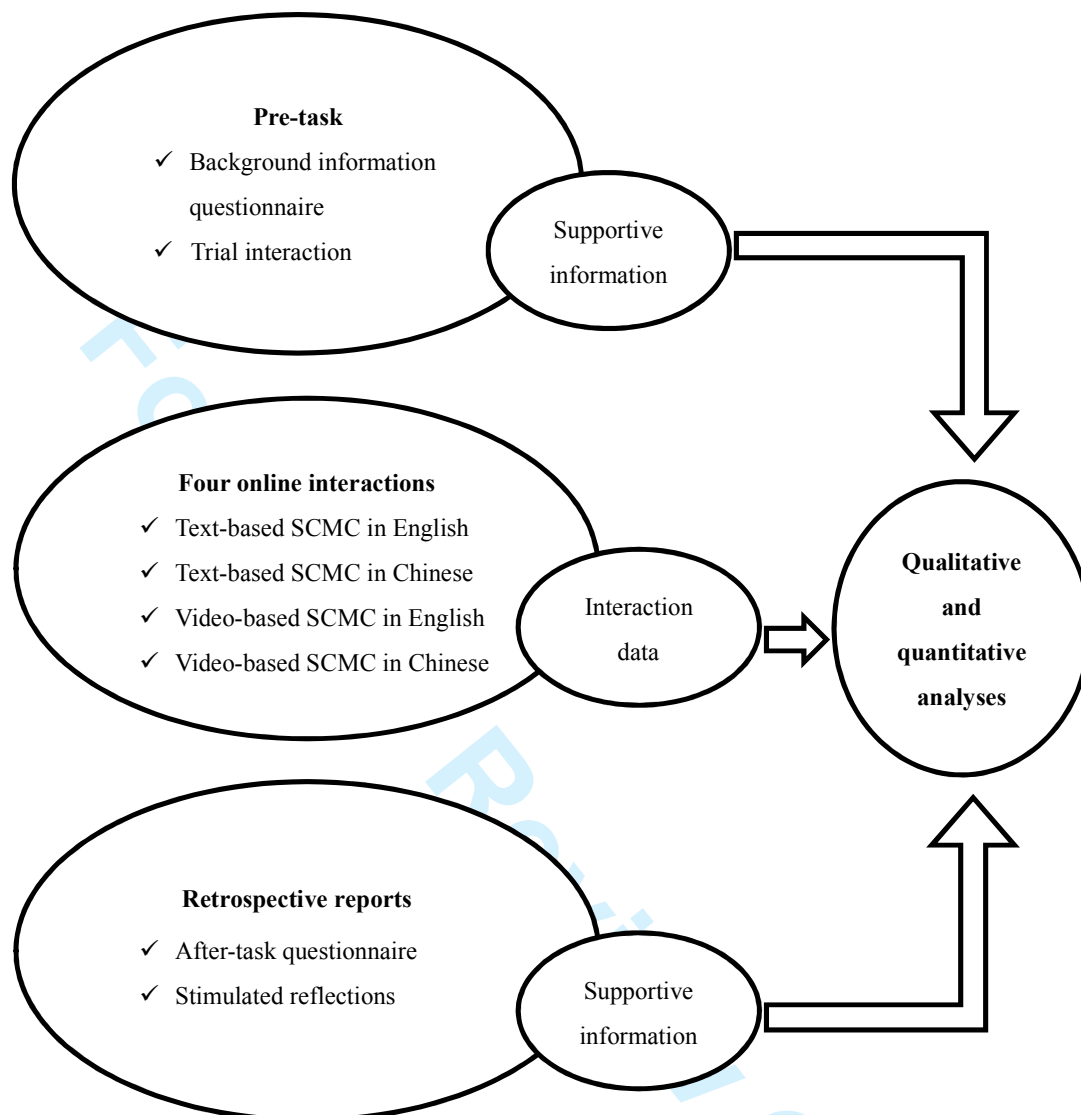 Pre-task
✓ Background information
questionnaire
✓ Trial interaction
Supportive
information
Four online interactions
✓ Text-based SCMC in English
✓ Text-based SCMC in Chinese
✓ Video-based SCMC in English
✓ Video-based SCMC in Chinese
Interaction
data
Qualitative
and
quantitative
analyses
Retrospective reports
✓ After-task questionnaire
✓ Stimulated reflections
Supportive
information